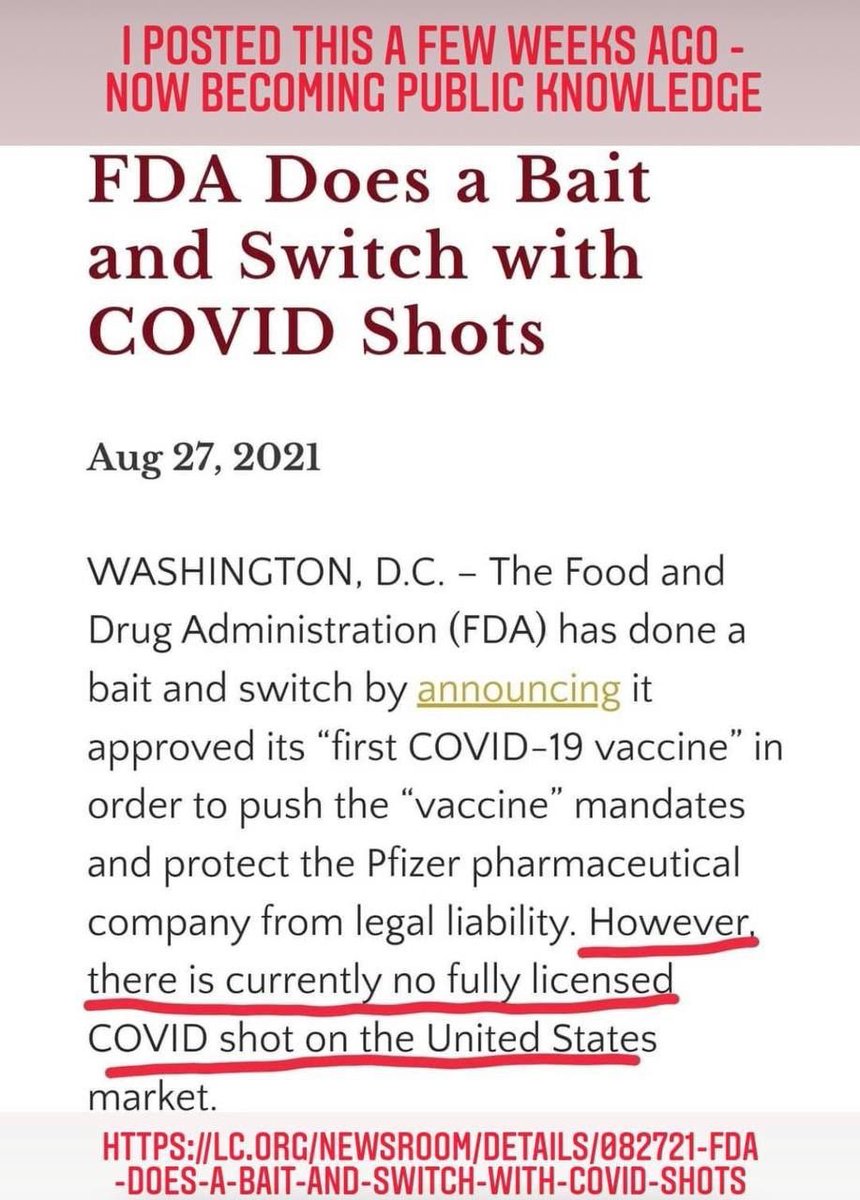 I POSTED THIS A FEW WEEKS AGO -
NOW BECOMING PUBLIC KNOWLEDGE
FDA Does a Bait
and Switch with
COVID Shots
Aug 27, 2021
WASHINGTON, D.C. – The Food and
Drug Administration (FDA) has done a
bait and switch by announcing it
approved its “first COVID-19 vaccine” in
order to push the “vaccine” mandates
and protect the Pfizer pharmaceutical
company from legal liability. However,
there is currently no fully licensed
COVID shot on the United States
market.
HTTPS://LC.ORG/NEWSROOM/DETAILS/082721-FDA
-DOES-A-BAIT-AND-SWITCH-WITH-COVID-SHOTS